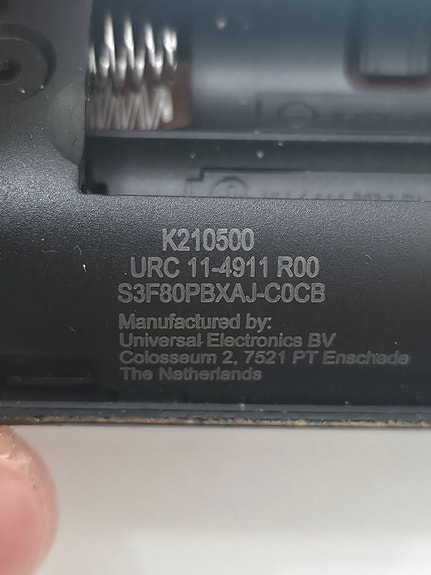 K210500
URC 11-4911 R00
S3F80PBXAJ-C0CB
Manufactured by:
Universal Electronics BV
Colosseum 2, 7521 PT Enschede
The Netherlands